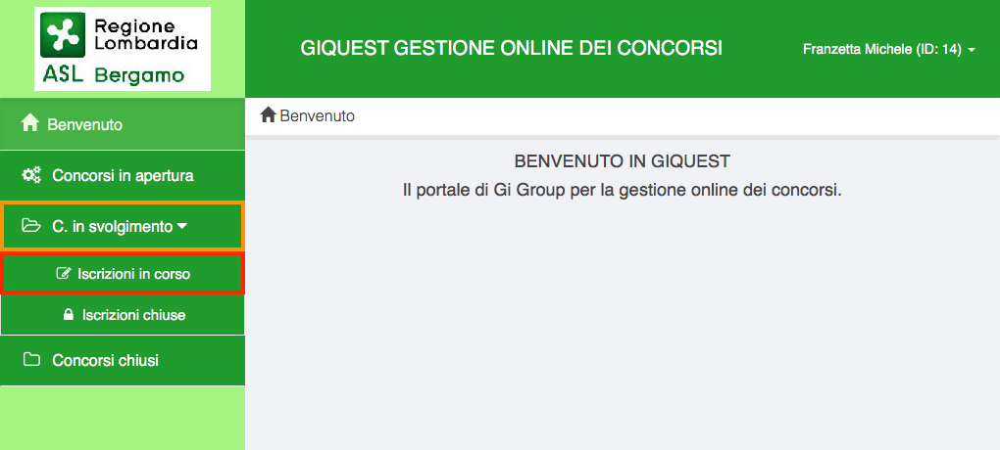 Regione
Lombardia
ASL Bergamo
GIQUEST GESTIONE ONLINE DEI CONCORSI
Franzetta Michele (ID: 14)
Benvenuto
Concorsi in apertura
C. in svolgimento
Iscrizioni in corso
Iscrizioni chiuse
Concorsi chiusi
Benvenuto
BENVENUTO IN GIQUEST
Il portale di Gi Group per la gestione online dei concorsi.